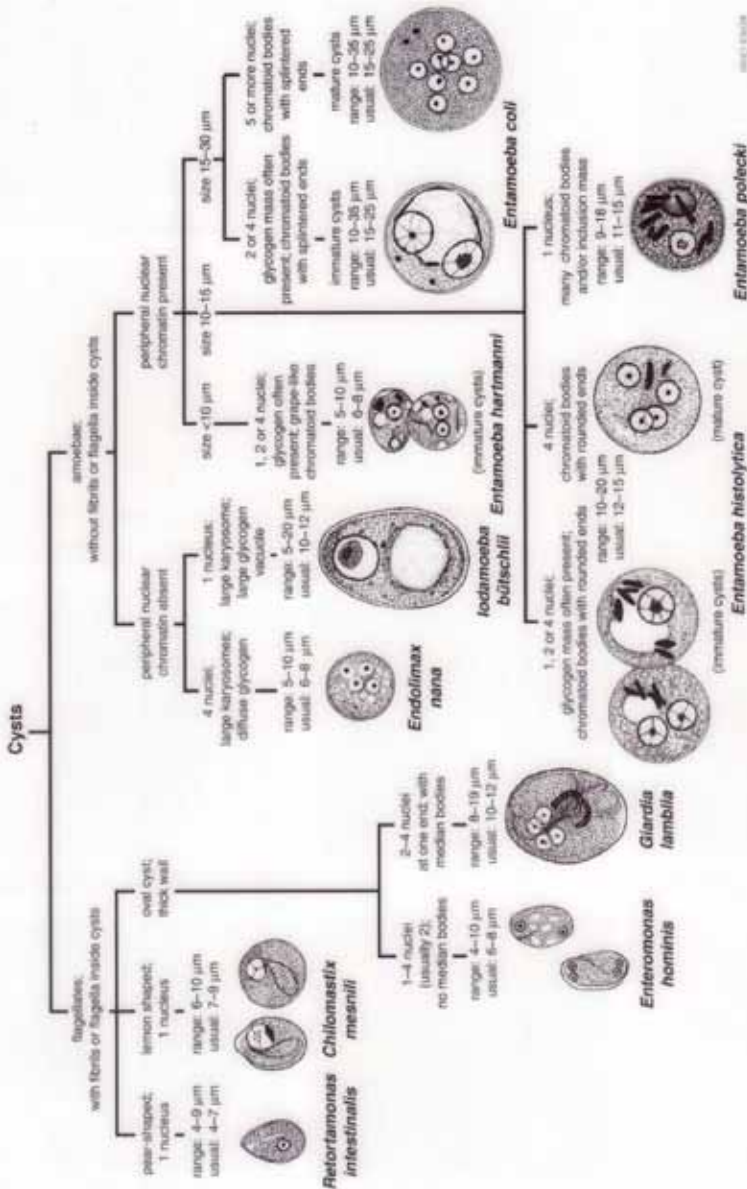 Cysts
flagellates;
with fibrils or flagella inside cysts
pear-shaped;
1 nucleus
range: 4–9 µm
usual: 4–7 µm
Retortamonas
intestinalis
lemon shaped;
1 nucleus
range: 6–10 µm
usual: 7–9 µm
Chilomastix
mesnili
oval cyst;
thick wall
1–4 nuclei
(usually 2);
no median bodies
range: 4–10 µm
usual: 6–8 µm
Enteromonas
hominis
2–4 nuclei
at one end; with
median bodies
range: 8–19 µm
usual: 10–12 µm
Giardia
lamblia
amoebae;
without fibrils or flagella inside cysts
peripheral nuclear
chromatin absent
4 nuclei;
large karyosomes;
diffuse glycogen
range: 5–10 µm
usual: 6–8 µm
Endolimax
nana
1 nucleus;
large karyosome;
large glycogen
vacuole
range: 5–20 µm
usual: 10–12 µm
Iodamoeba
bütschlii
peripheral nuclear
chromatin present
size <10 µm
1, 2 or 4 nuclei;
glycogen often
present; grape-like
chromatoid bodies
range: 5–10 µm
usual: 6–8 µm
(immature cysts)
Entamoeba hartmanni
size 10–15 µm
1, 2 or 4 nuclei;
glycogen mass often present;
chromatoid bodies with rounded ends
(immature cysts)
4 nuclei;
chromatoid bodies
with rounded ends
range: 10–20 µm
usual: 12–15 µm
(mature cyst)
Entamoeba histolytica
1 nucleus;
many chromatoid bodies
and/or inclusion mass
range: 9–18 µm
usual: 11–15 µm
Entamoeba polecki
size 15–30 µm
2 or 4 nuclei;
glycogen mass often
present; chromatoid bodies
with splintered ends
immature cysts
range: 10–35 µm
usual: 15–25 µm
5 or more nuclei;
chromatoid bodies
with splintered
ends
mature cysts
range: 10–35 µm
usual: 15–25 µm
Entamoeba coli